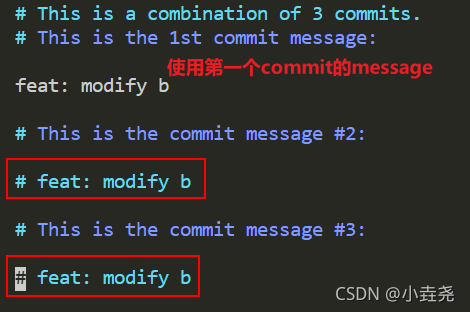 # This is a combination of 3 commits.
# This is the 1st commit message:
使用第一个commit的message
feat: modify b
# This is the commit message #2:
# feat: modify b
# This is the commit message #3:
# feat: modify b
CSDN @小垚尧